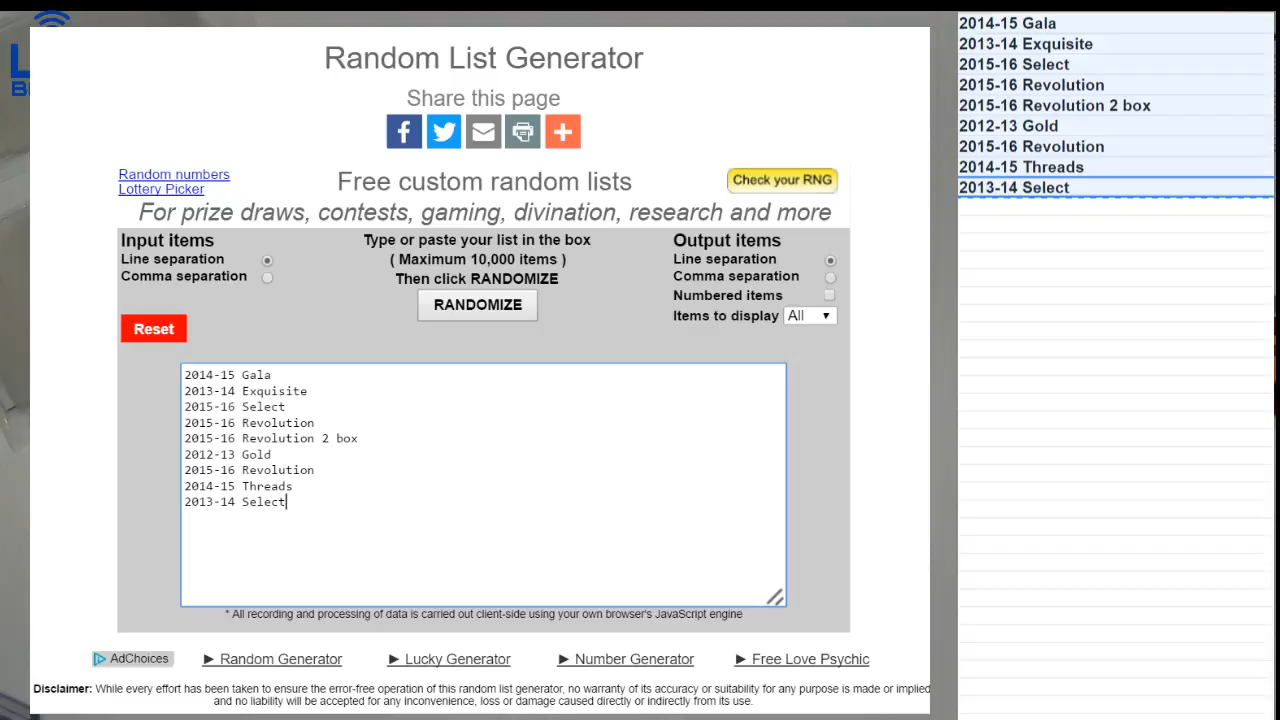 Random List Generator
Share this page
Random numbers
Lottery Picker
Free custom random lists
Check your RNG
For prize draws, contests, gaming, divination, research and more
Input items
Line separation
Comma separation
Reset
Type or paste your list in the box
( Maximum 10,000 items )
Then click RANDOMIZE
RANDOMIZE
Output items
Line separation
Comma separation
Numbered items
Items to display All
2014-15 Gala
2013-14 Exquisite
2015-16 Select
2015-16 Revolution
2015-16 Revolution 2 box
2012-13 Gold
2015-16 Revolution
2014-15 Threads
2013-14 Select
* All recording and processing of data is carried out client-side using your own browser's JavaScript engine
AdChoices
► Random Generator
► Lucky Generator
► Number Generator
► Free Love Psychic
Disclaimer: While every effort has been taken to ensure the error-free operation of this random list generator, no warranty of its accuracy or suitability for any purpose is made or implied
and no liability will be accepted for any inconvenience, loss or damage caused directly or indirectly from its use.
2014-15 Gala
2013-14 Exquisite
2015-16 Select
2015-16 Revolution
2015-16 Revolution 2 box
2012-13 Gold
2015-16 Revolution
2014-15 Threads
2013-14 Select